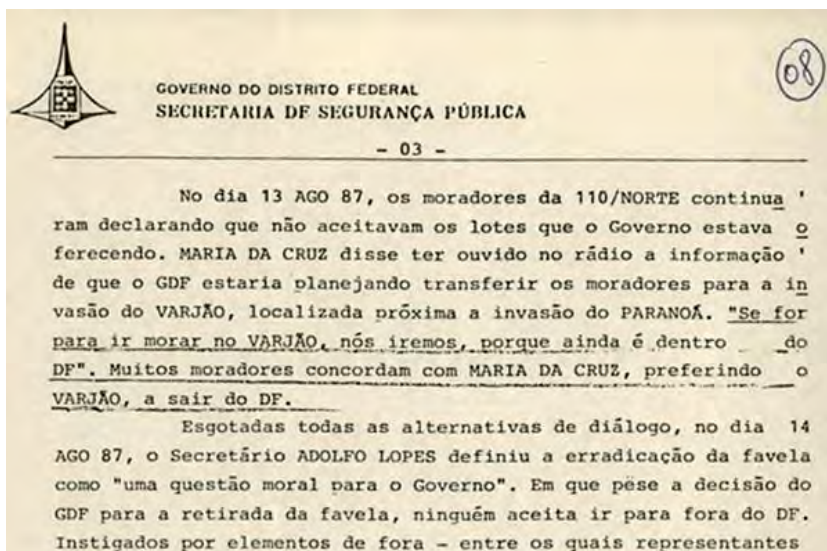 08
GOVERNO DO DISTRITO FEDERAL
SECRETARIA DE SEGURANÇA PÚBLICA
- 03 -
No dia 13 AGO 87, os moradores da 110/NORTE continua '
ram declarando que não aceitavam os lotes que o Governo estava o
ferecendo. MARIA DA CRUZ disse ter ouvido no rádio a informação '
de que o GDF estaria planejando transferir os moradores para a in
vasão do VARJÃO, localizada próxima a invasão do PARANOÁ. "Se for
para ir morar no VARJÃO, nós iremos, porque ainda é dentro do
DF". Muitos moradores concordam com MARIA DA CRUZ, preferindo o
VARJÃO, a sair do DF.
Esgotadas todas as alternativas de diálogo, no dia 14
AGO 87, o Secretário ADOLFO LOPES definiu a erradicação da favela
como "uma questão moral para o Governo". Em que pëse a decisão do
GDF para a retirada da favela, ninguém aceita ir para fora do DF.
Instigados por elementos de fora - entre os quais representantes